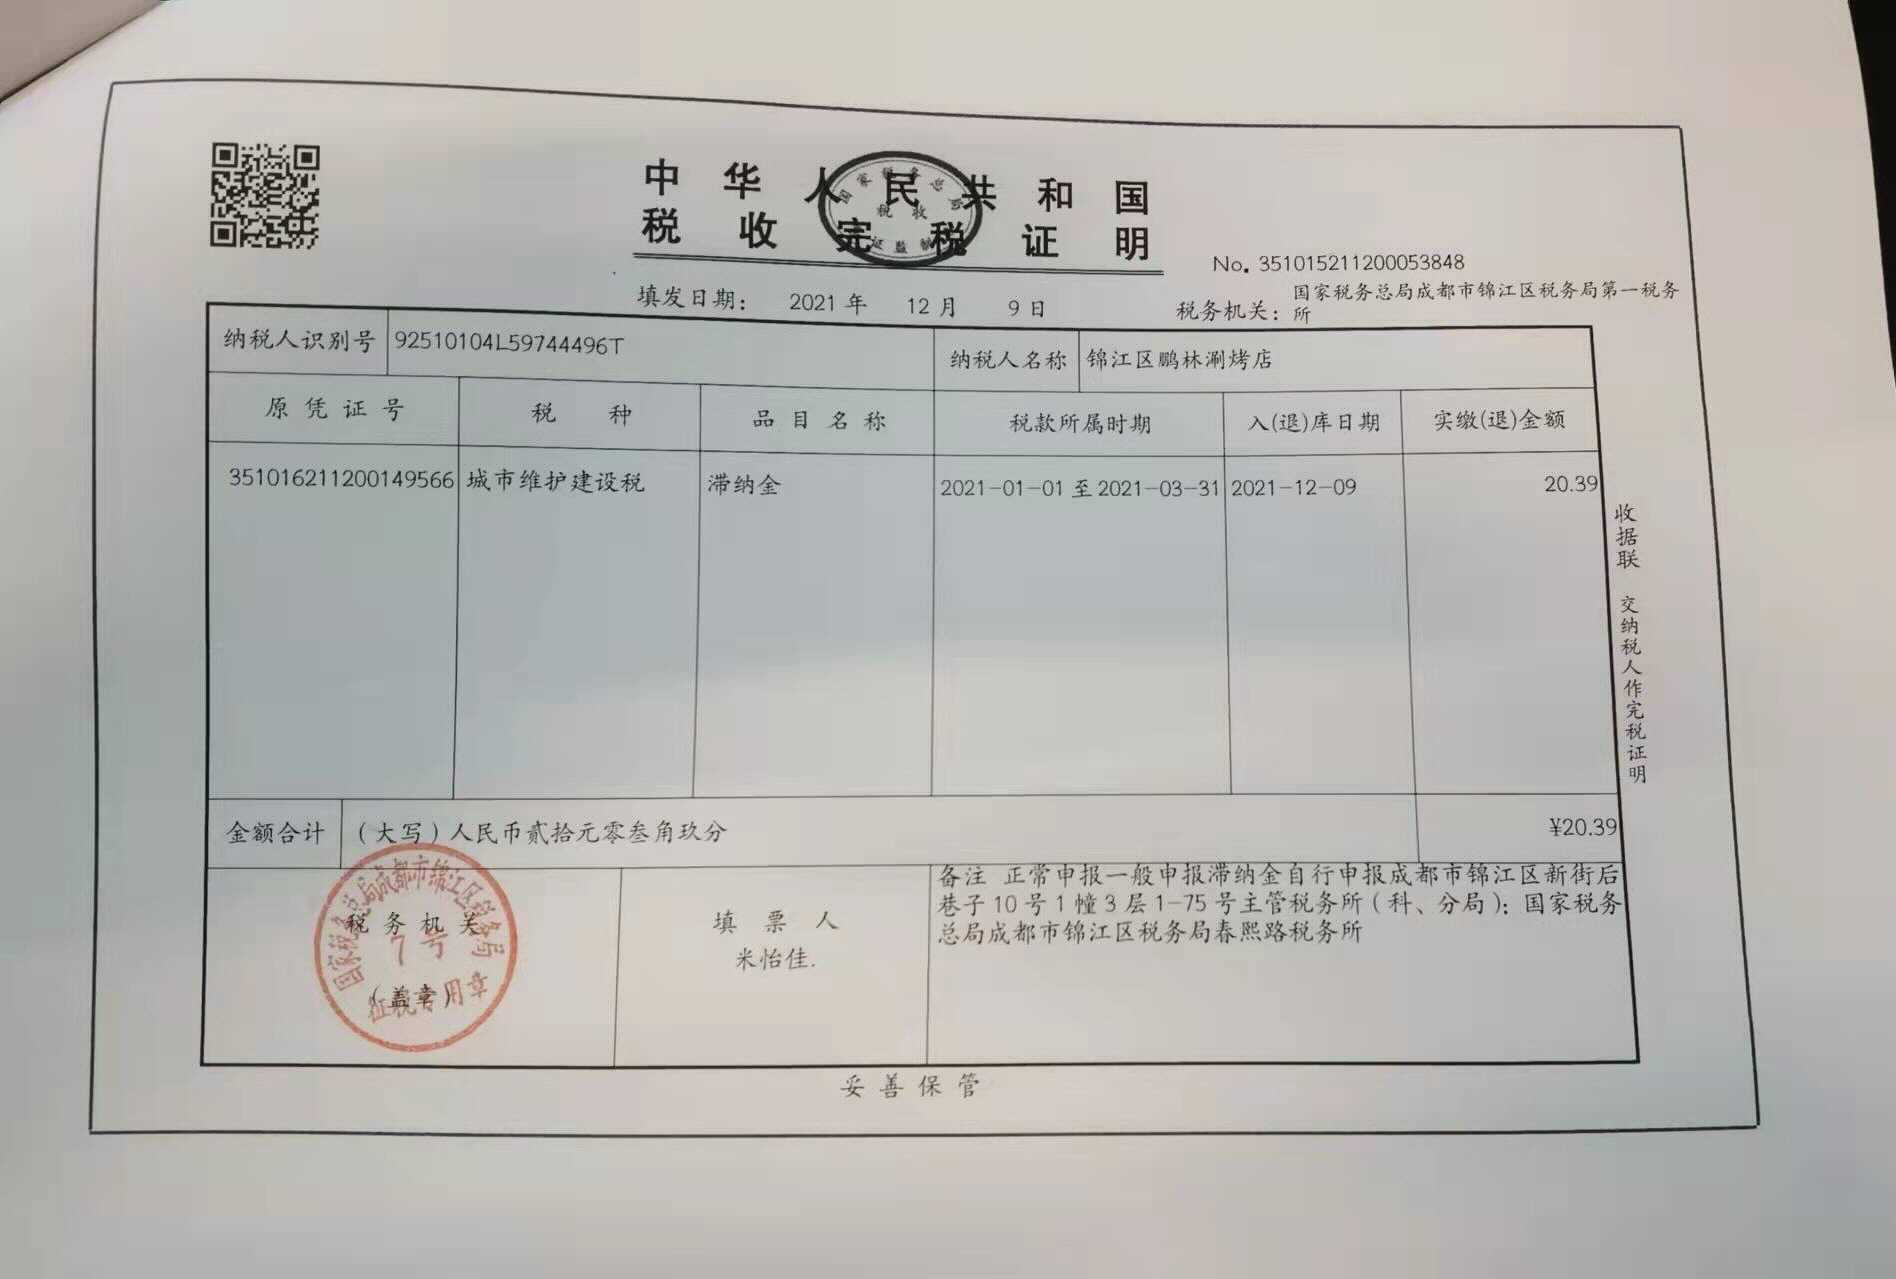 中华人民共和国
税收完税证明
国家税务总局
税收
证监制
No. 351015211200053848
填发日期： 2021 年 12 月 9 日
税务机关：
国家税务总局成都市锦江区税务局第一税务
所
纳税人识别号 92510104L59744496T 纳税人名称 锦江区鹏林涮烤店
原凭证号 税种 品目名称 税款所属时期 入(退)库日期 实缴(退)金额
351016211200149566 城市维护建设税 滞纳金 2021-01-01 至 2021-03-31 2021-12-09 20.39
金额合计 （大写）人民币贰拾元零叁角玖分 ¥20.39
税务机关
（盖章）
国家税务总局成都市锦江区税务局
7号
征税专用章
填票人
米怡佳.
备注 正常申报一般申报滞纳金自行申报成都市锦江区新街后
巷子10号1幢3层1-75号主管税务所（科、分局）：国家税务
总局成都市锦江区税务局春熙路税务所
收据联 交纳税人作完税证明
妥善保管